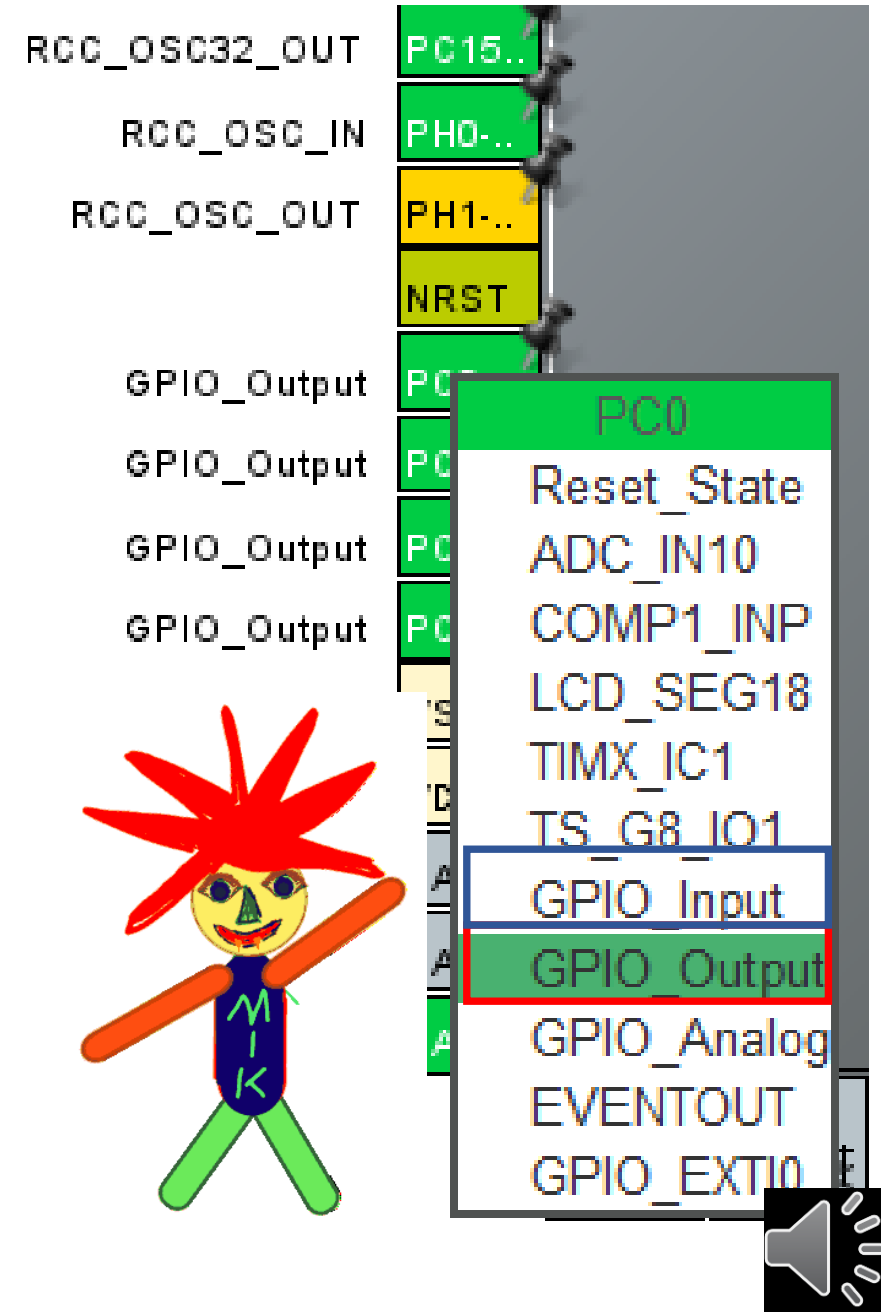 RCC_OSC32_OUT PC15..
RCC_OSC_IN PH0-..
RCC_OSC_OUT PH1-..
NRST
GPIO_Output
GPIO_Output
GPIO_Output
GPIO_Output
PC0
Reset_State
ADC_IN10
COMP1_INP
LCD_SEG18
TIMX_IC1
TS_G8_IO1
GPIO_Input
GPIO_Output
GPIO_Analog
EVENTOUT
GPIO_EXTI0
MIK